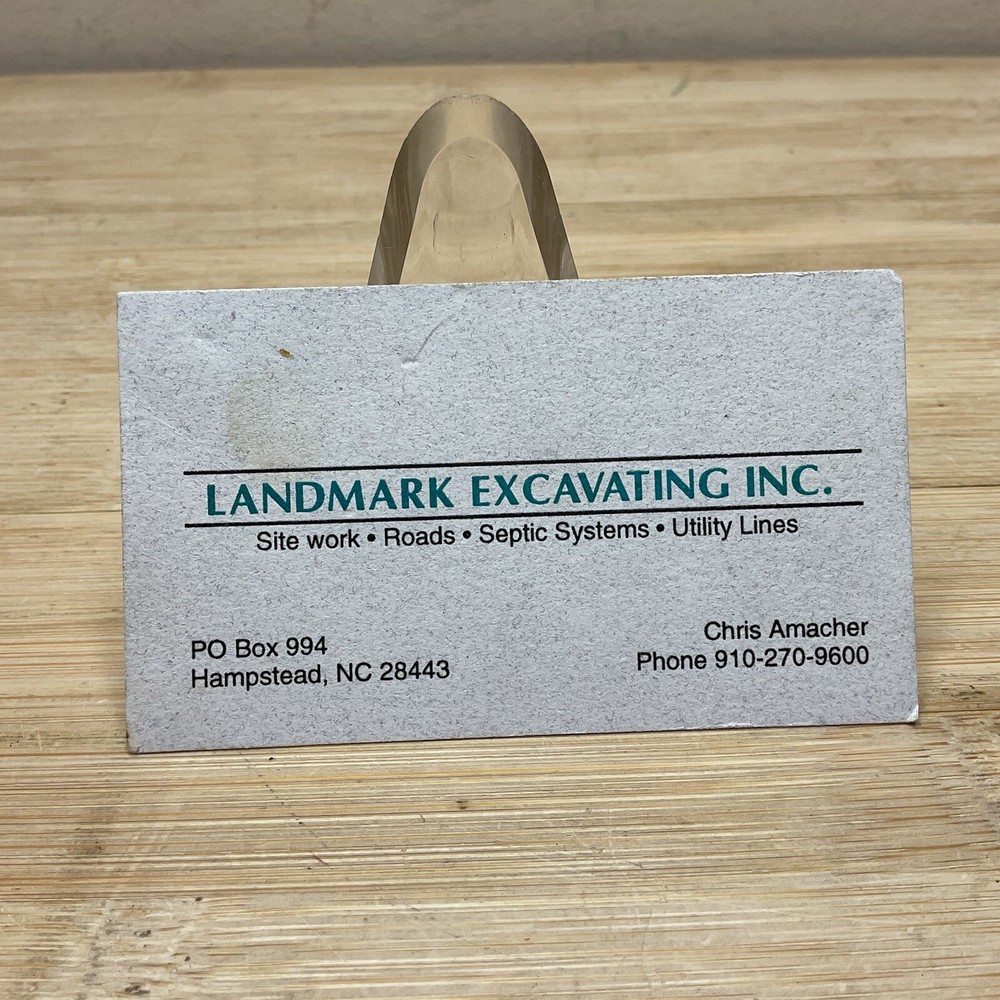 LANDMARK EXCAVATING INC.
Site work • Roads • Septic Systems • Utility Lines
PO Box 994
Hampstead, NC 28443
Chris Amacher
Phone 910-270-9600